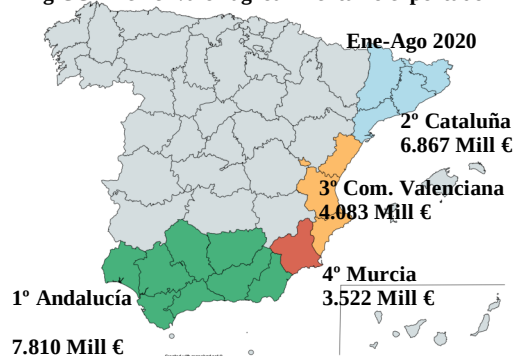 Ene-Ago 2020
2º Cataluña
6.867 Mill €
3º Com. Valenciana
4.083 Mill €
4º Murcia
3.522 Mill €
1º Andalucía
7.810 Mill €